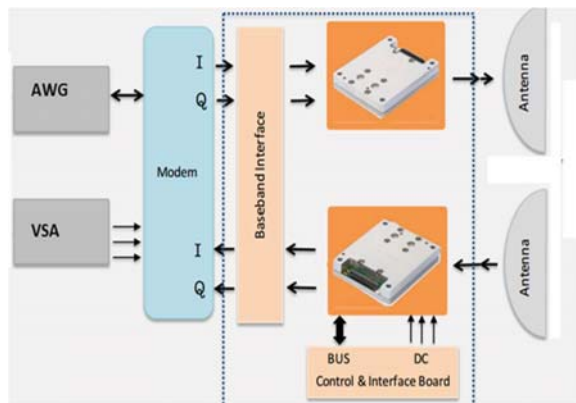 AWG
VSA
Modem
I
Q
I
Q
Baseband Interface
Antenna
Antenna
BUS DC
Control & Interface Board